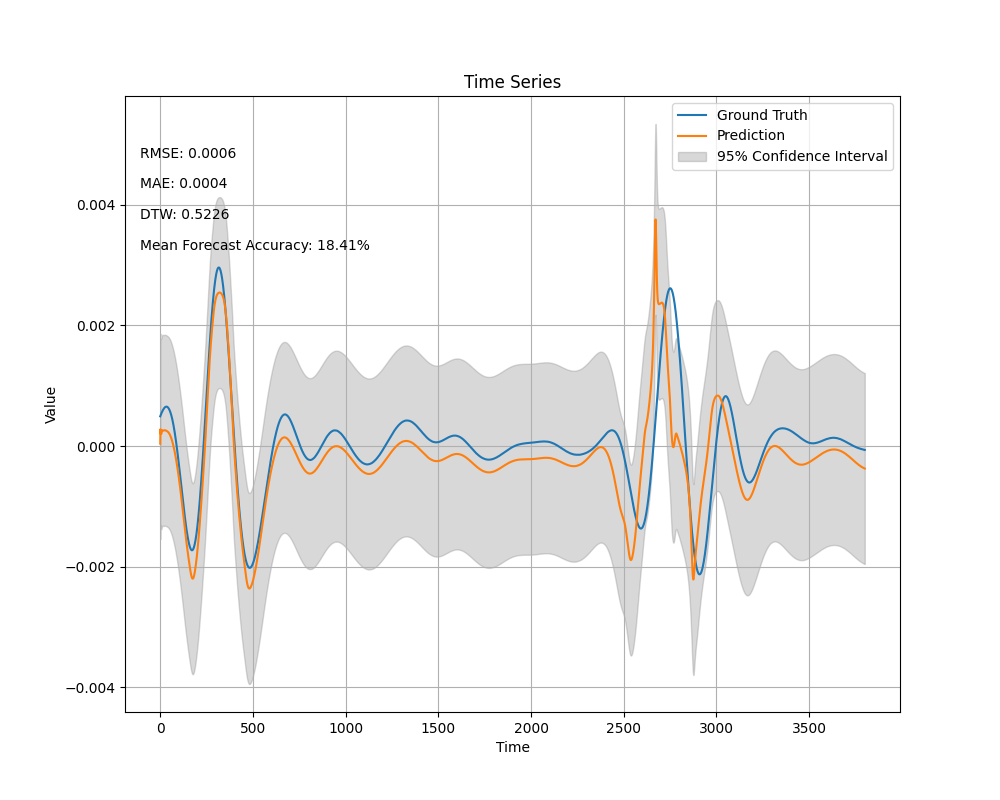 Time Series
Ground Truth
Prediction
95% Confidence Interval
RMSE: 0.0006
MAE: 0.0004
DTW: 0.5226
Mean Forecast Accuracy: 18.41%
Value
0.004
0.002
0.000
−0.002
−0.004
0 500 1000 1500 2000 2500 3000 3500
Time